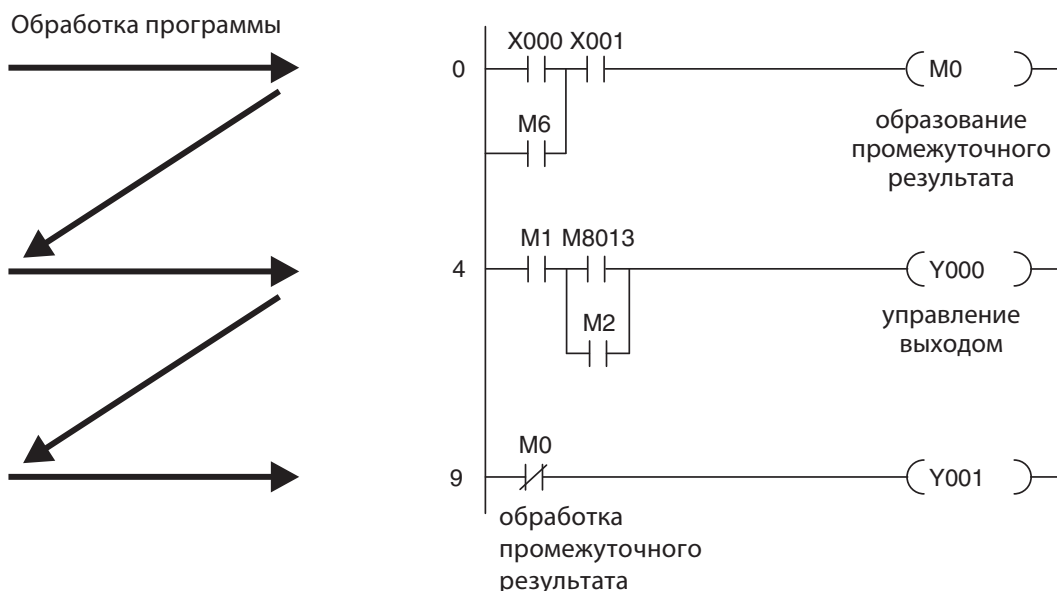 Обработка программы
X000 X001
0
M0
M6
образование
промежуточного
результата
M1 M8013
4
Y000
M2
управление
выходом
M0
9
Y001
обработка
промежуточного
результата